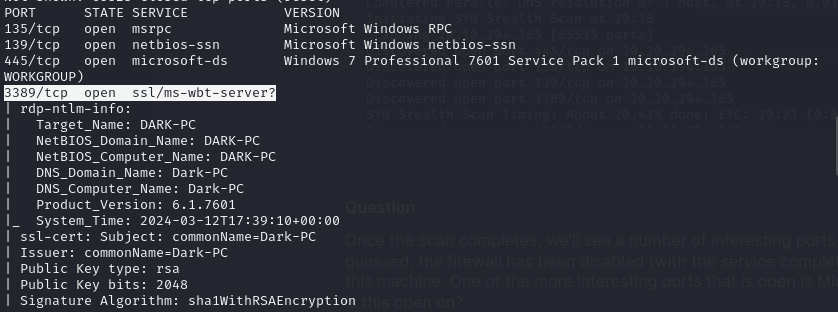 PORT     STATE SERVICE       VERSION
135/tcp  open  msrpc         Microsoft Windows RPC
139/tcp  open  netbios-ssn   Microsoft Windows netbios-ssn
445/tcp  open  microsoft-ds  Windows 7 Professional 7601 Service Pack 1 microsoft-ds (workgroup:
WORKGROUP)
3389/tcp  open  ssl/ms-wbt-server?
| rdp-ntlm-info:
|   Target_Name: DARK-PC
|   NetBIOS_Domain_Name: DARK-PC
|   NetBIOS_Computer_Name: DARK-PC
|   DNS_Domain_Name: Dark-PC
|   DNS_Computer_Name: Dark-PC
|   Product_Version: 6.1.7601
|_  System_Time: 2024-03-12T17:39:10+00:00
| ssl-cert: Subject: commonName=Dark-PC
| Issuer: commonName=Dark-PC
| Public Key type: rsa
| Public Key bits: 2048
| Signature Algorithm: sha1WithRSAEncryption
Completed Parallel DNS resolution of 1 host. at 19:18
Initiating SYN Stealth Scan at 19:18
10.194.165 [65535 ports]
Discovered open port 139/tcp on 10.10.194.165
Discovered open port 3389/tcp on 10.10.194.165
SYN Stealth Scan Timing: About 20.41% done; ETC: 19:21
Question
Once the scan completes, we'll see a number of interesting ports
guessed, the firewall has been disabled (with the service
this machine. One of the more interesting ports that is open is
this open on?